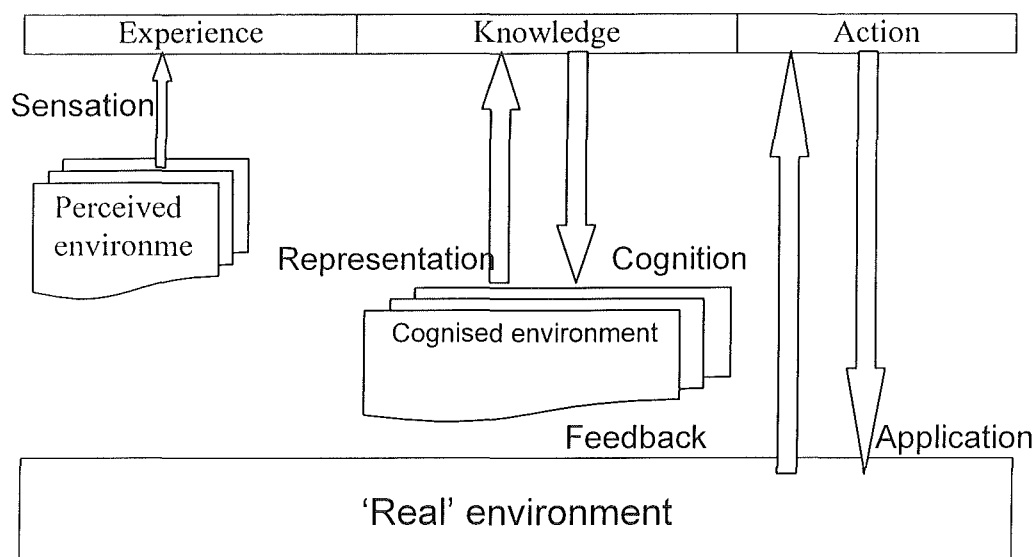 Experience Knowledge Action
Sensation
Perceived
environme
Representation Cognition
Cognised environment
Feedback Application
‘Real’ environment